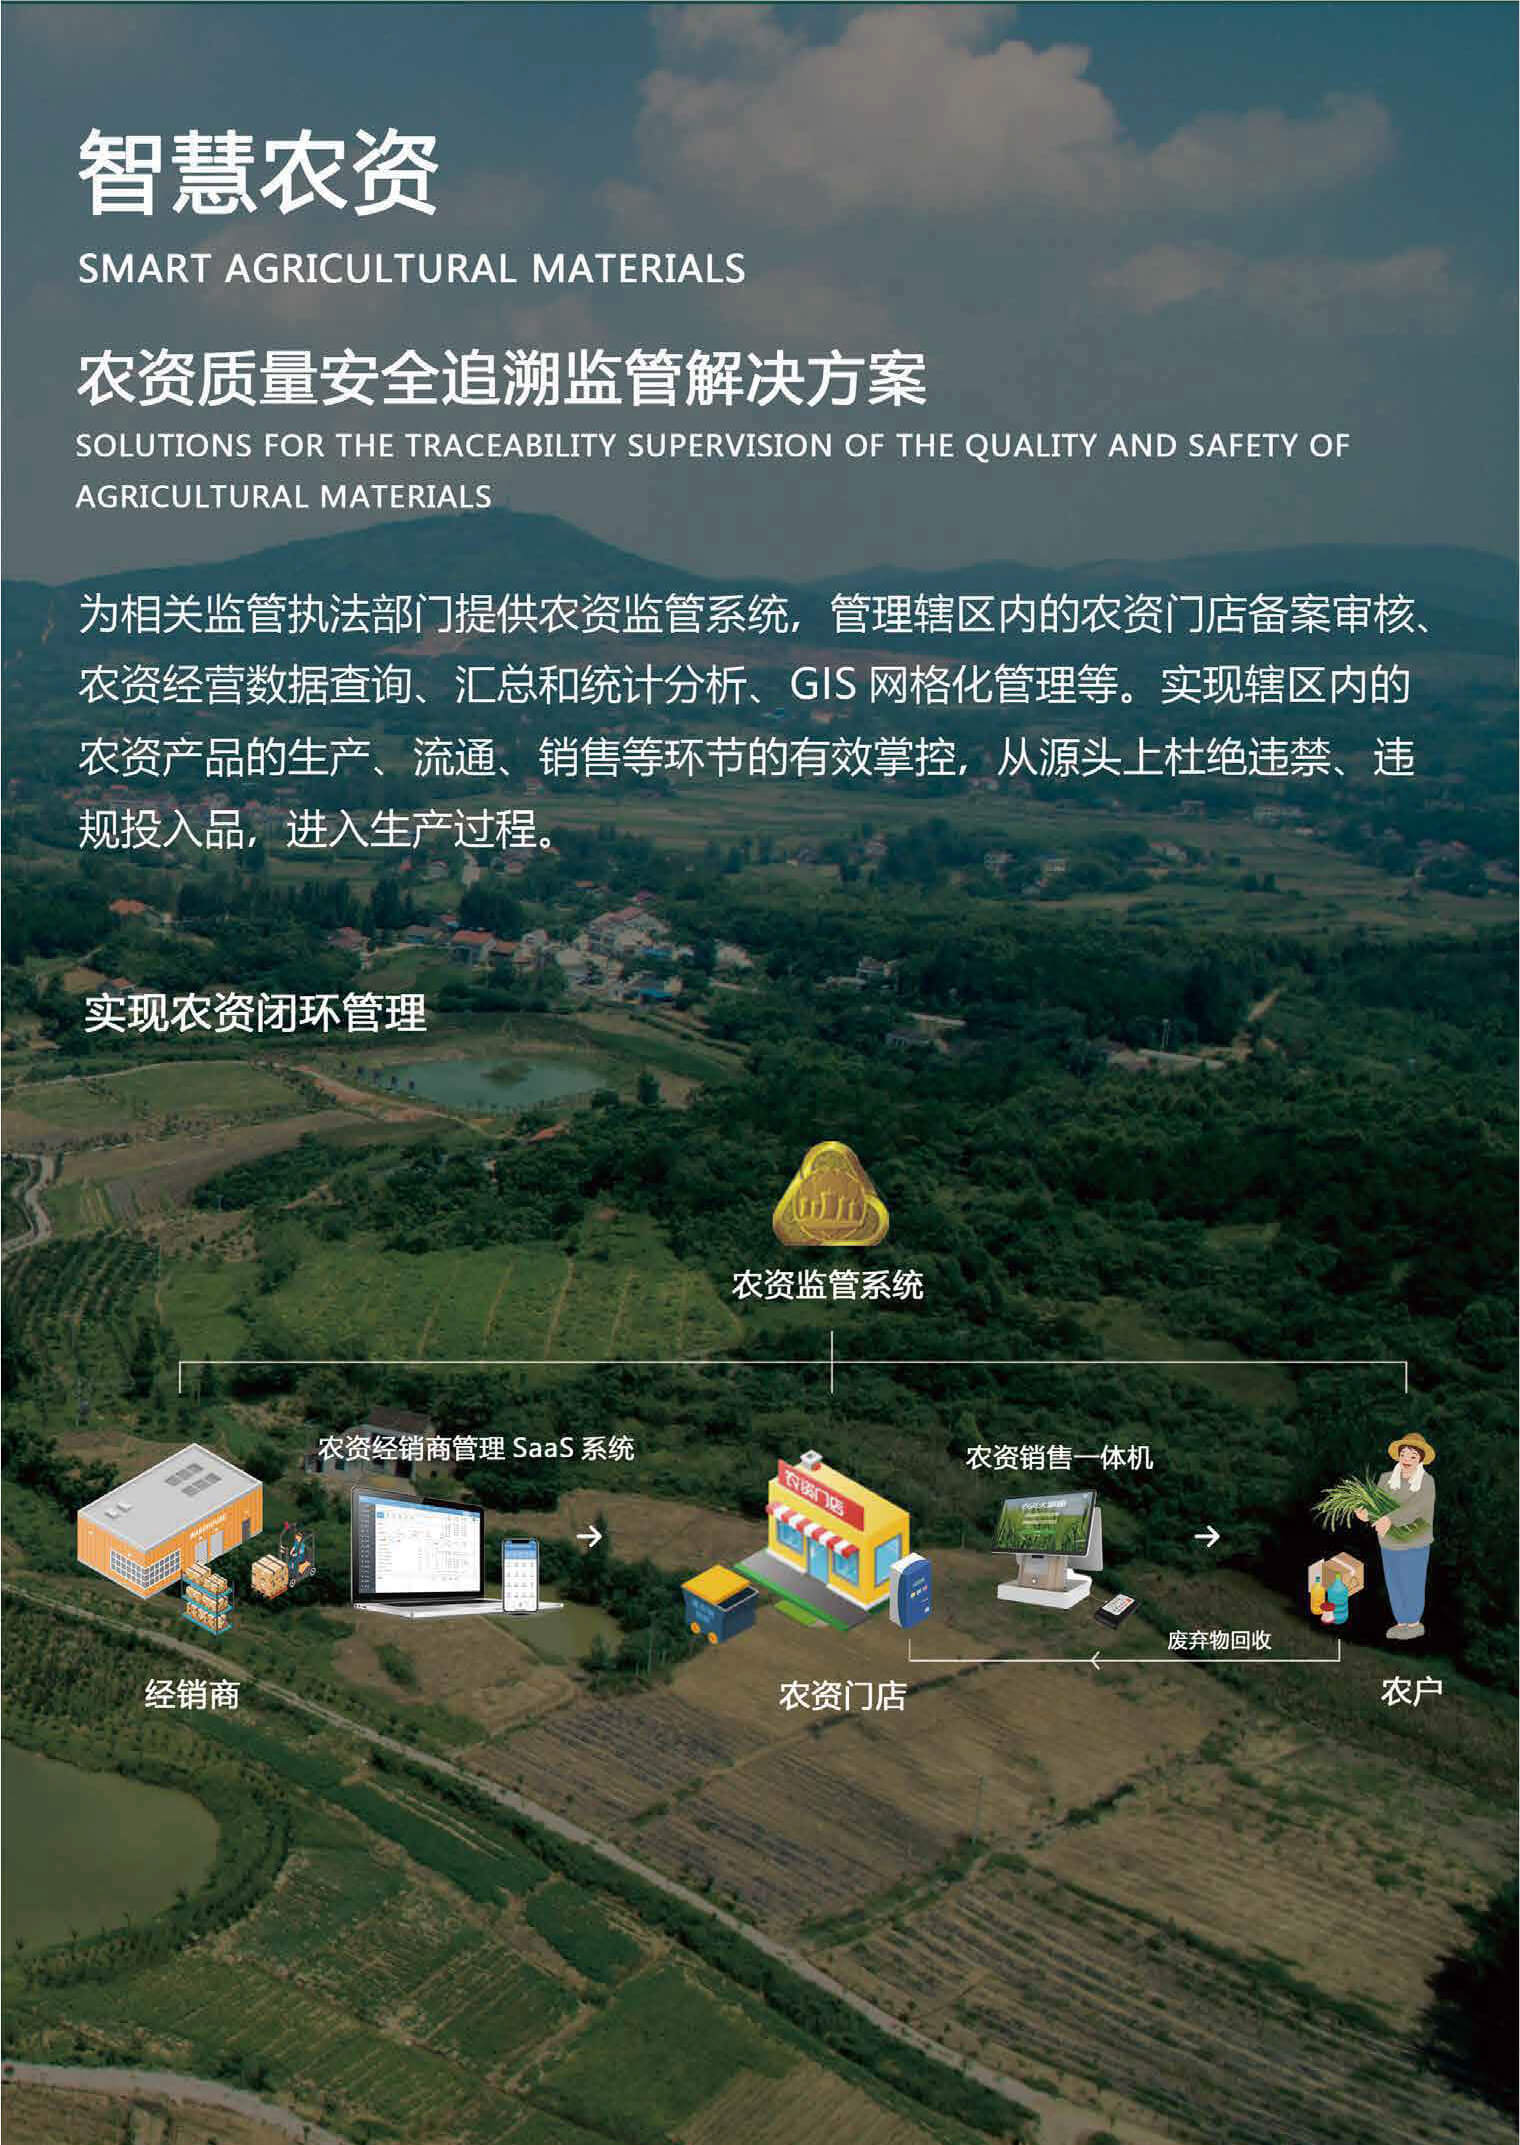 智慧农资
SMART AGRICULTURAL MATERIALS
农资质量安全追溯监管解决方案
SOLUTIONS FOR THE TRACEABILITY SUPERVISION OF THE QUALITY AND SAFETY OF
AGRICULTURAL MATERIALS
为相关监管执法部门提供农资监管系统，管理辖区内的农资门店备案审核、
农资经营数据查询、汇总和统计分析、GIS 网格化管理等。实现辖区内的
农资产品的生产、流通、销售等环节的有效掌控，从源头上杜绝违禁、违
规投入品，进入生产过程。
实现农资闭环管理
农资监管系统
农资经销商管理 SaaS 系统
农资销售一体机
农资门店
WAREHOUSE
废弃物回收
经销商
农资门店
农户